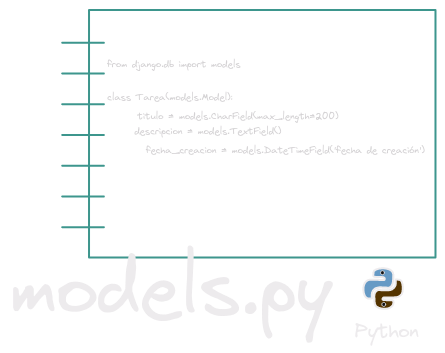 from django.db import models
class Tarea(models.Model):
titulo = models.CharField(max_length=200)
descripcion = models.TextField()
fecha_creacion = models.DateTimeField('fecha de creación')
models.py
Python